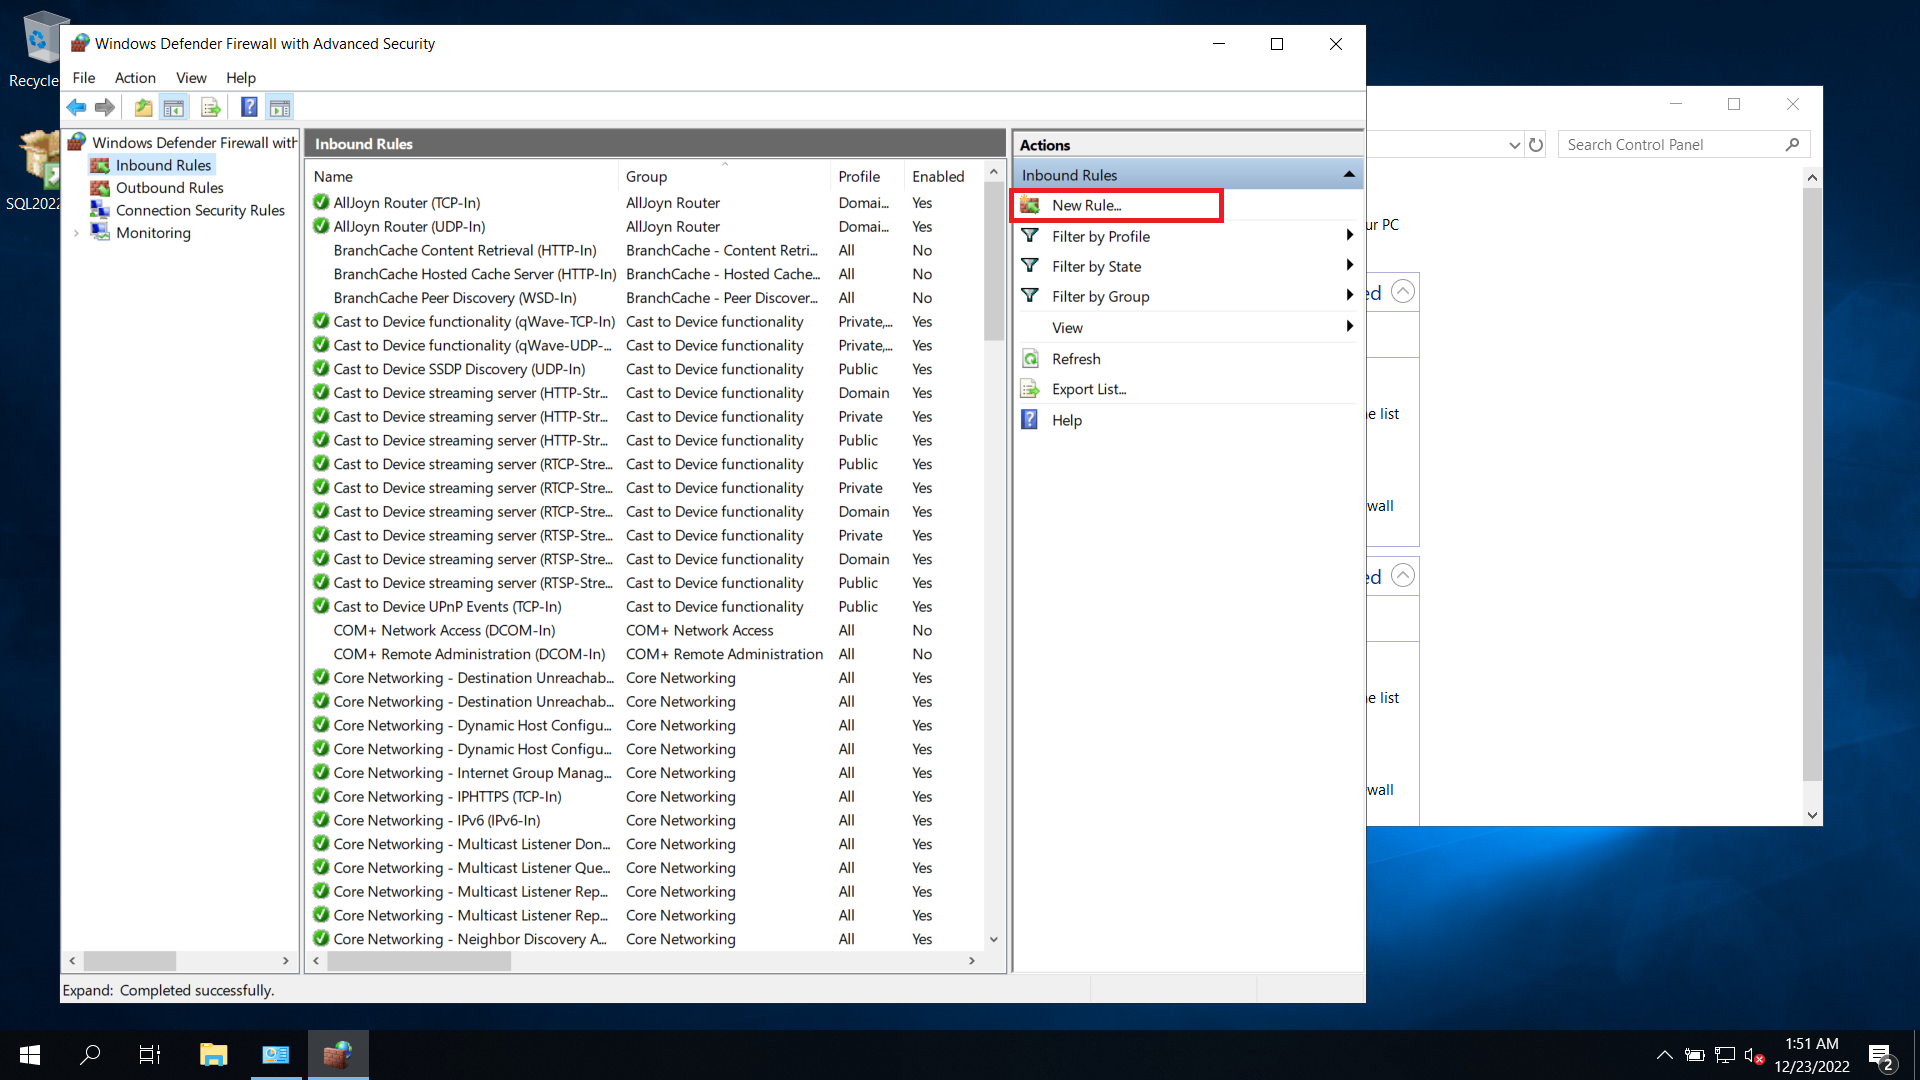 Recycle
SQL2022
Windows Defender Firewall with Advanced Security
File Action View Help
Windows Defender Firewall with
Inbound Rules
Outbound Rules
Connection Security Rules
Monitoring
Inbound Rules
Name Group Profile Enabled
AllJoyn Router (TCP-In) AllJoyn Router Domai... Yes
AllJoyn Router (UDP-In) AllJoyn Router Domai... Yes
BranchCache Content Retrieval (HTTP-In) BranchCache - Content Retri... All No
BranchCache Hosted Cache Server (HTTP-In) BranchCache - Hosted Cache... All No
BranchCache Peer Discovery (WSD-In) BranchCache - Peer Discover... All No
Cast to Device functionality (qWave-TCP-In) Cast to Device functionality Private,... Yes
Cast to Device functionality (qWave-UDP-... Cast to Device functionality Private,... Yes
Cast to Device SSDP Discovery (UDP-In) Cast to Device functionality Public Yes
Cast to Device streaming server (HTTP-Str... Cast to Device functionality Domain Yes
Cast to Device streaming server (HTTP-Str... Cast to Device functionality Private Yes
Cast to Device streaming server (HTTP-Str... Cast to Device functionality Public Yes
Cast to Device streaming server (RTCP-Stre... Cast to Device functionality Public Yes
Cast to Device streaming server (RTCP-Stre... Cast to Device functionality Private Yes
Cast to Device streaming server (RTCP-Stre... Cast to Device functionality Domain Yes
Cast to Device streaming server (RTSP-Stre... Cast to Device functionality Private Yes
Cast to Device streaming server (RTSP-Stre... Cast to Device functionality Domain Yes
Cast to Device streaming server (RTSP-Stre... Cast to Device functionality Public Yes
Cast to Device UPnP Events (TCP-In) Cast to Device functionality Public Yes
COM+ Network Access (DCOM-In) COM+ Network Access All No
COM+ Remote Administration (DCOM-In) COM+ Remote Administration All No
Core Networking - Destination Unreachab... Core Networking All Yes
Core Networking - Destination Unreachab... Core Networking All Yes
Core Networking - Dynamic Host Configu... Core Networking All Yes
Core Networking - Dynamic Host Configu... Core Networking All Yes
Core Networking - Internet Group Manag... Core Networking All Yes
Core Networking - IPHTTPS (TCP-In) Core Networking All Yes
Core Networking - IPv6 (IPv6-In) Core Networking All Yes
Core Networking - Multicast Listener Don... Core Networking All Yes
Core Networking - Multicast Listener Que... Core Networking All Yes
Core Networking - Multicast Listener Rep... Core Networking All Yes
Core Networking - Multicast Listener Rep... Core Networking All Yes
Core Networking - Neighbor Discovery A... Core Networking All Yes
Actions
Inbound Rules
New Rule...
Filter by Profile
Filter by State
Filter by Group
View
Refresh
Export List...
Help
Expand: Completed successfully.
Search Control Panel
ur PC
ed
e list
wall
ed
e list
wall
1:51 AM
12/23/2022
2